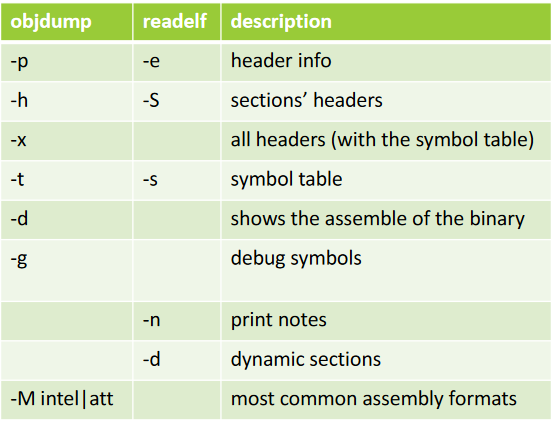 objdump readelf description
-p -e header info
-h -S sections’ headers
-x all headers (with the symbol table)
-t -s symbol table
-d shows the assemble of the binary
-g debug symbols
-n print notes
-d dynamic sections
-M intel|att most common assembly formats